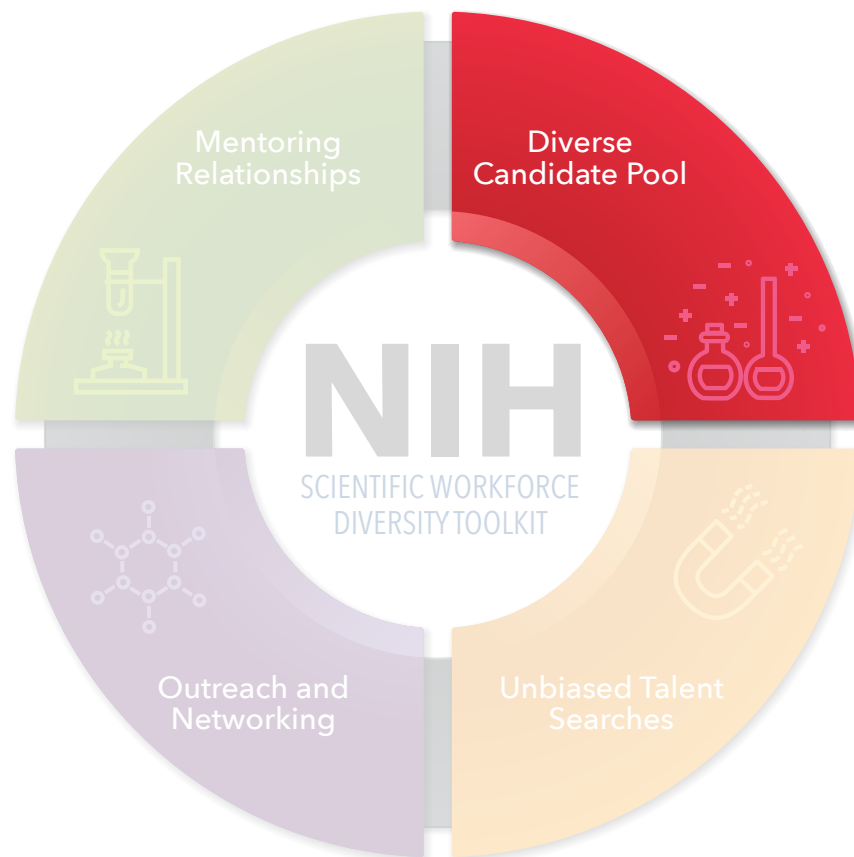 Mentoring
Relationships
Diverse
Candidate Pool
NIH
SCIENTIFIC WORKFORCE
DIVERSITY TOOLKIT
Outreach and
Networking
Unbiased Talent
Searches